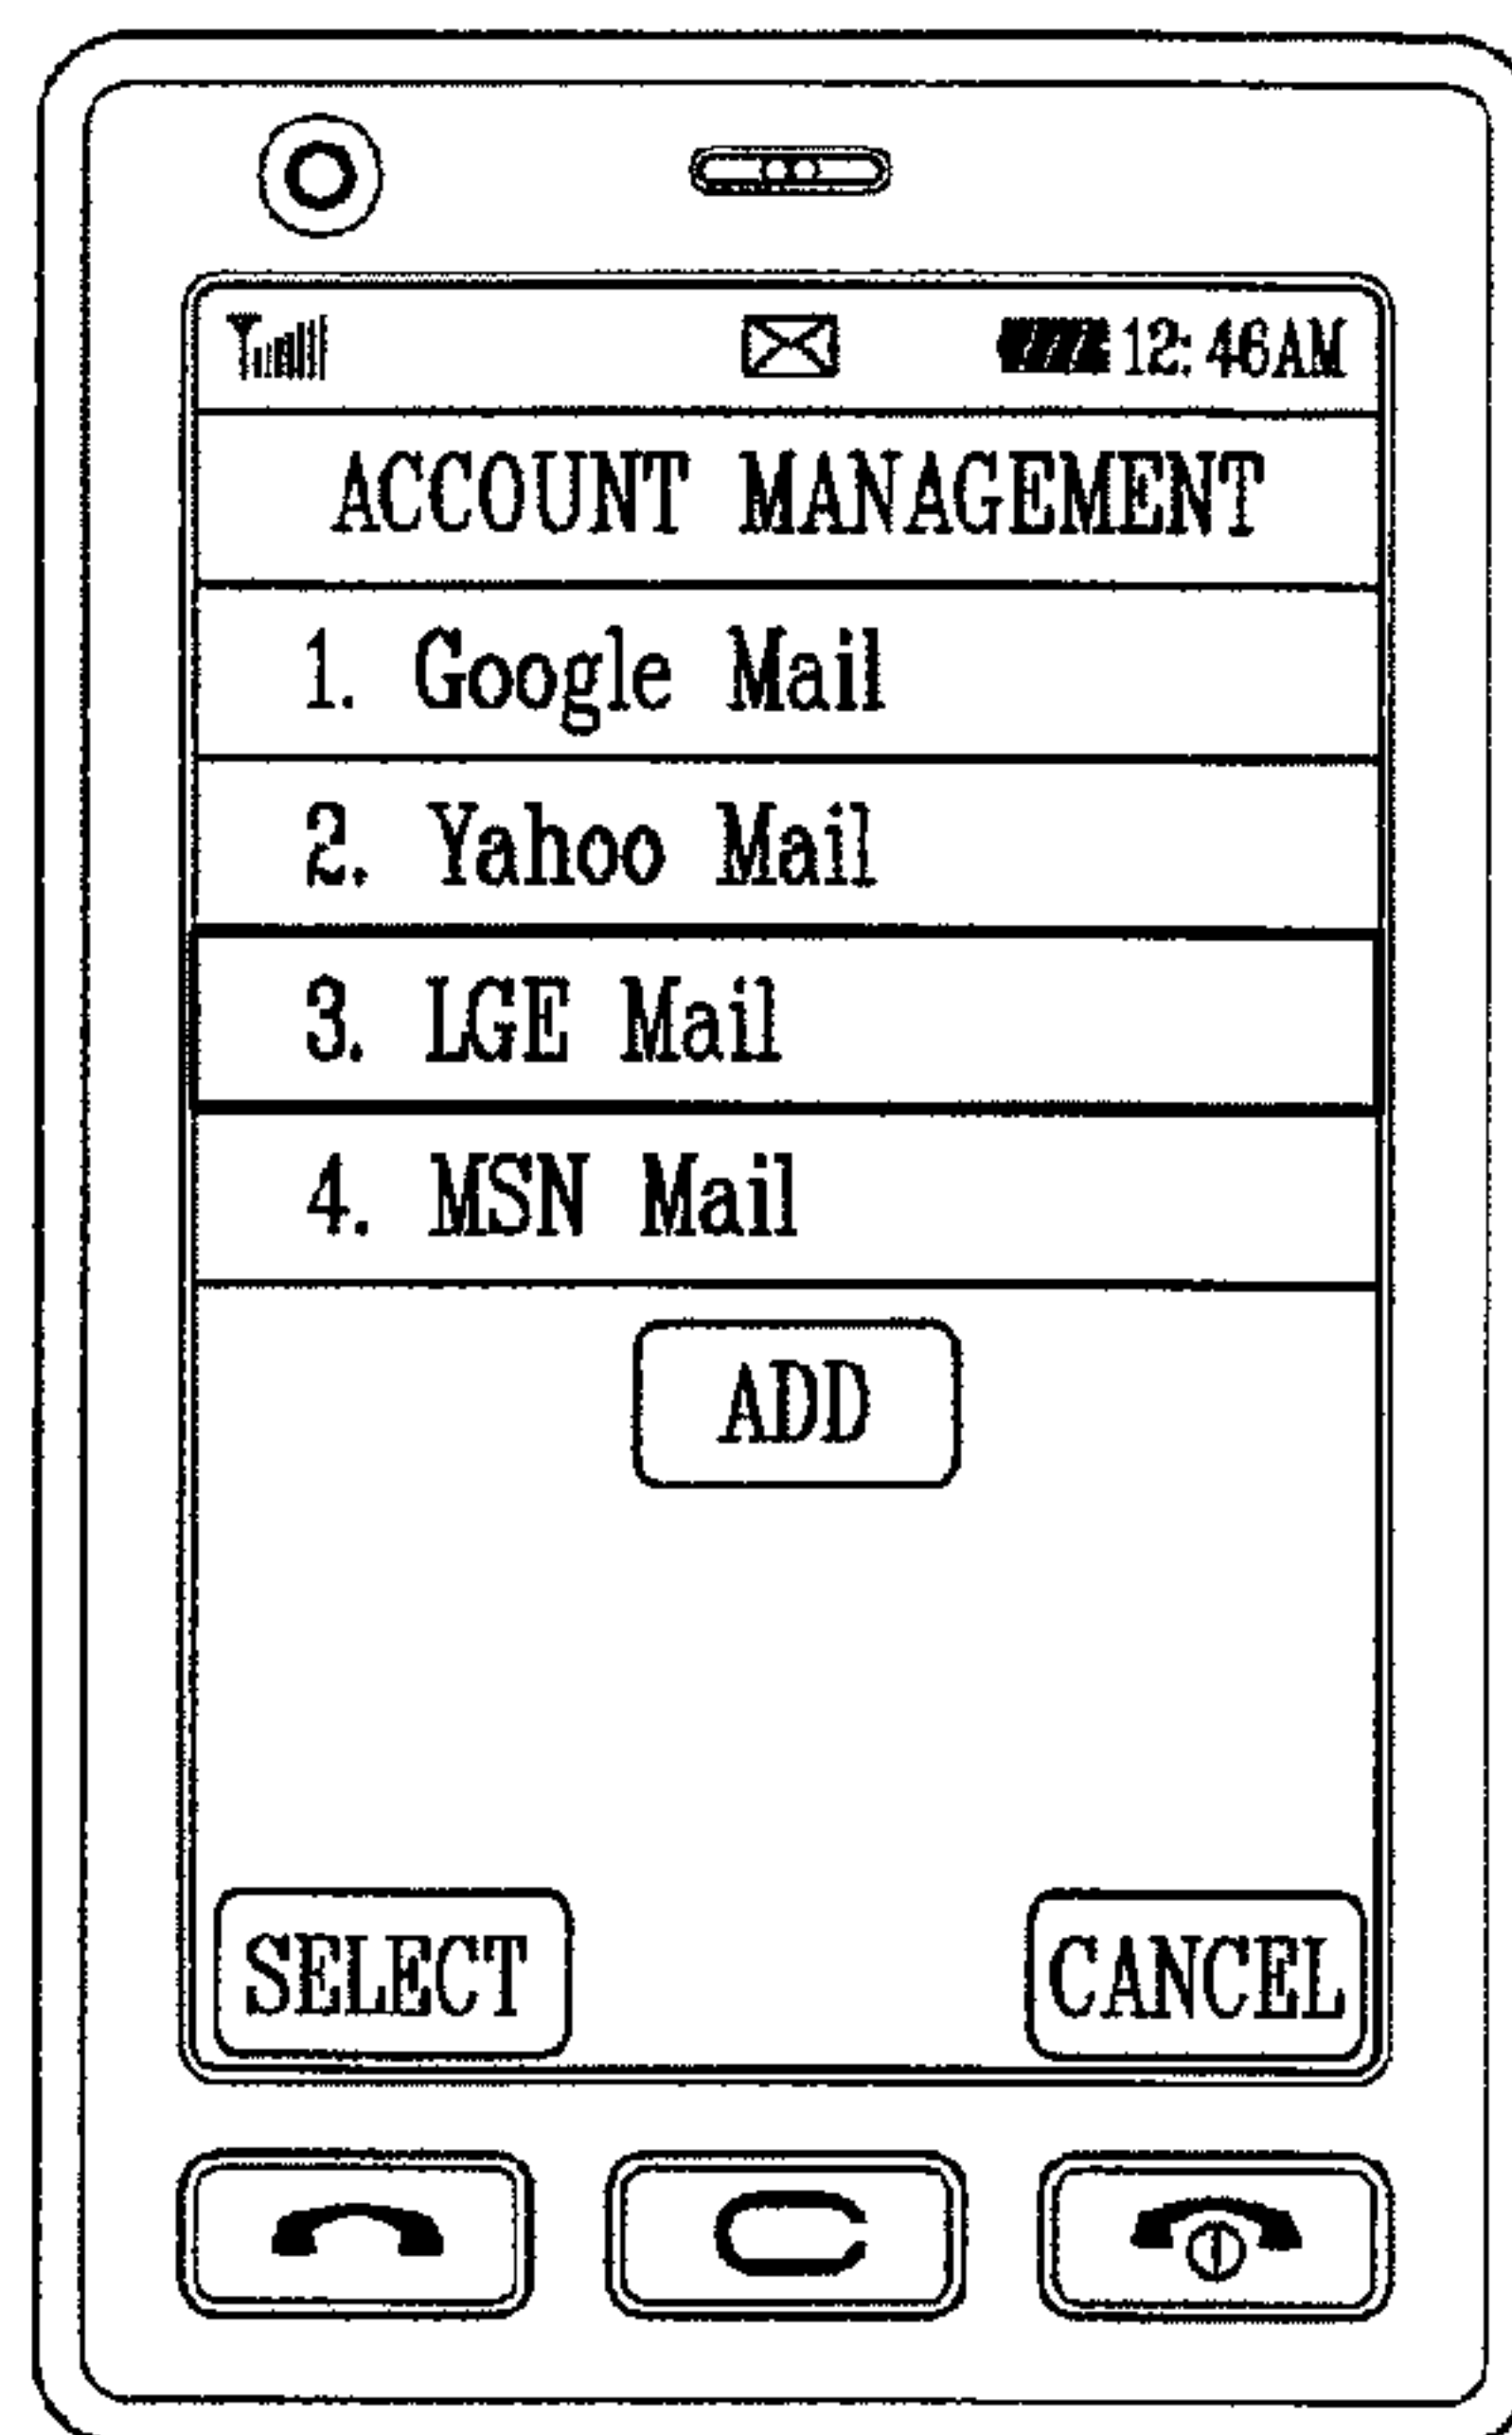 12:46AM
ACCOUNT MANAGEMENT
1. Google Mail
2. Yahoo Mail
3. LGE Mail
4. MSN Mail
ADD
SELECT CANCEL
C